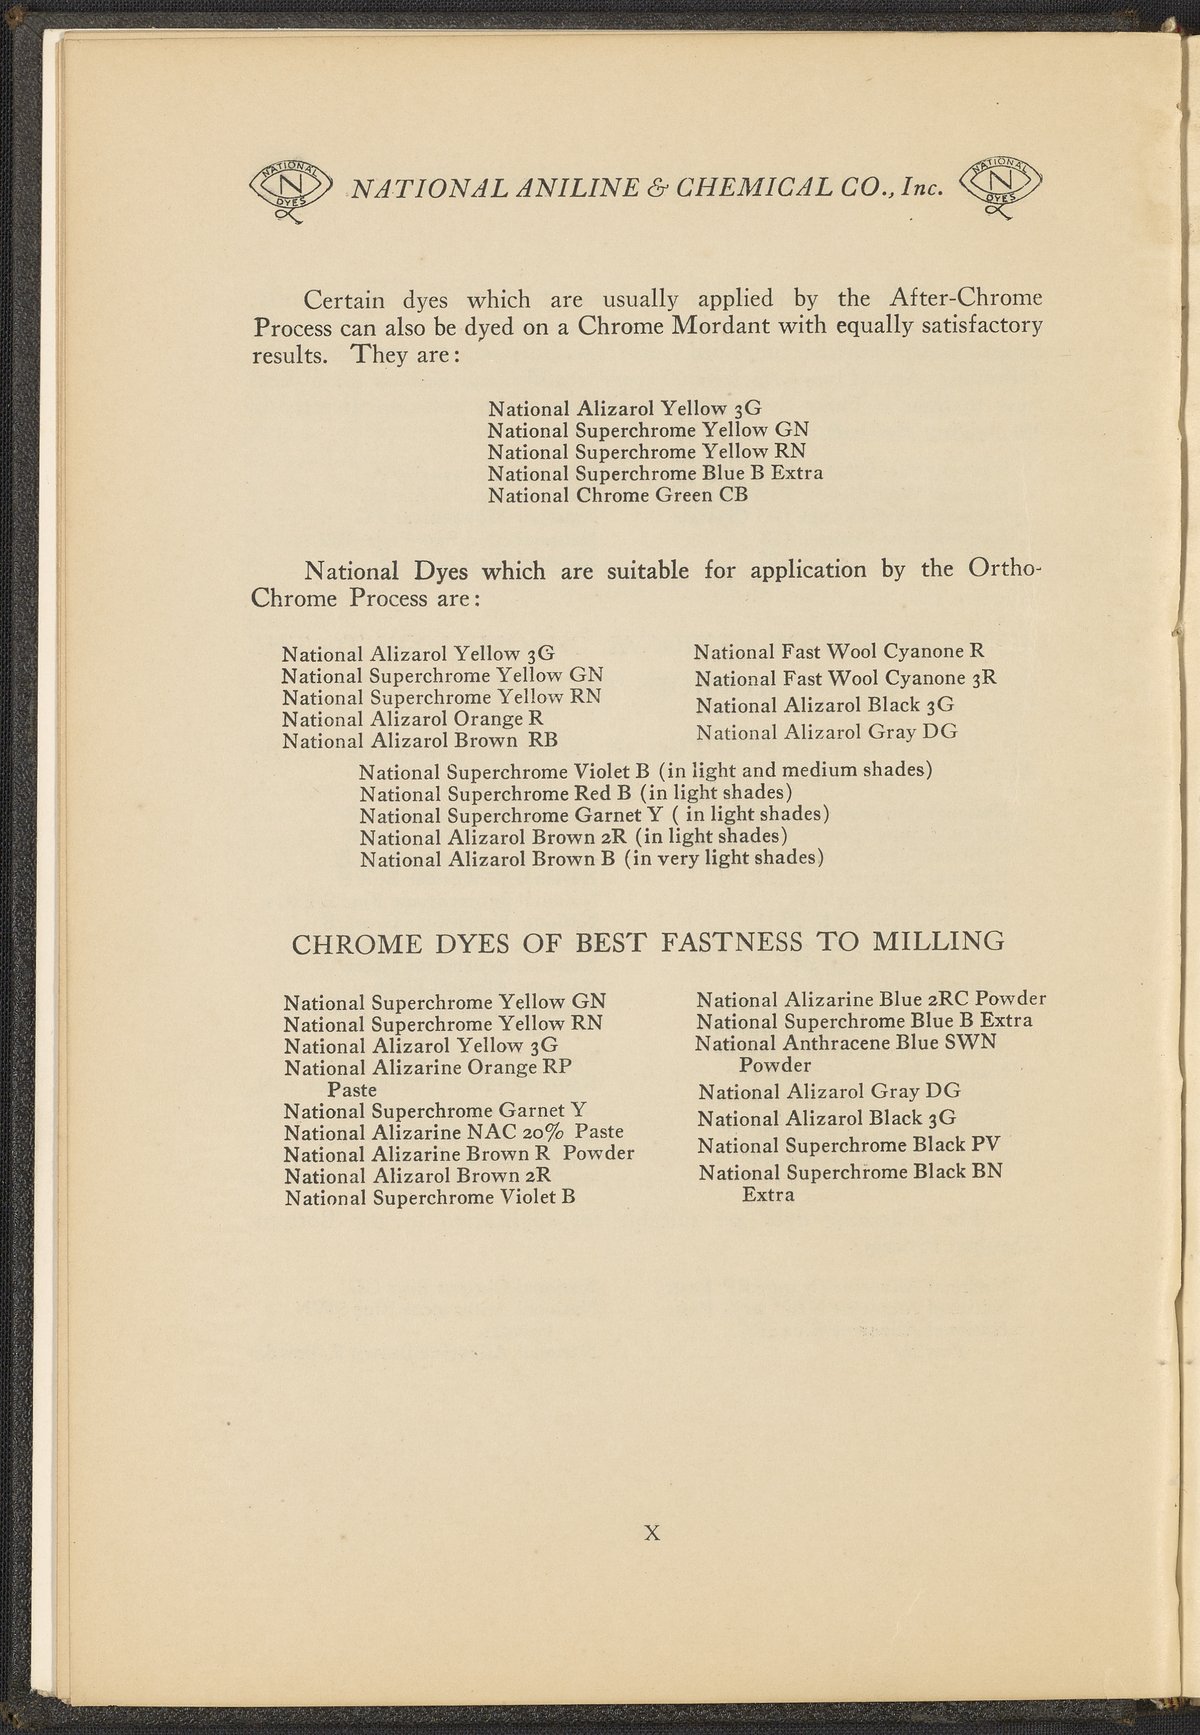 NATIONAL DYES N NATIONAL ANILINE & CHEMICAL CO., Inc. NATIONAL DYES N
Certain dyes which are usually applied by the After-Chrome
Process can also be dyed on a Chrome Mordant with equally satisfactory
results. They are:
National Alizarol Yellow 3G
National Superchrome Yellow GN
National Superchrome Yellow RN
National Superchrome Blue B Extra
National Chrome Green CB
National Dyes which are suitable for application by the Ortho-
Chrome Process are:
National Alizarol Yellow 3G
National Superchrome Yellow GN
National Superchrome Yellow RN
National Alizarol Orange R
National Alizarol Brown RB
National Fast Wool Cyanone R
National Fast Wool Cyanone 3R
National Alizarol Black 3G
National Alizarol Gray DG
National Superchrome Violet B (in light and medium shades)
National Superchrome Red B (in light shades)
National Superchrome Garnet Y ( in light shades)
National Alizarol Brown 2R (in light shades)
National Alizarol Brown B (in very light shades)
CHROME DYES OF BEST FASTNESS TO MILLING
National Superchrome Yellow GN
National Superchrome Yellow RN
National Alizarol Yellow 3G
National Alizarine Orange RP
Paste
National Superchrome Garnet Y
National Alizarine NAC 20% Paste
National Alizarine Brown R Powder
National Alizarol Brown 2R
National Superchrome Violet B
National Alizarine Blue 2RC Powder
National Superchrome Blue B Extra
National Anthracene Blue SWN
Powder
National Alizarol Gray DG
National Alizarol Black 3G
National Superchrome Black PV
National Superchrome Black BN
Extra
X